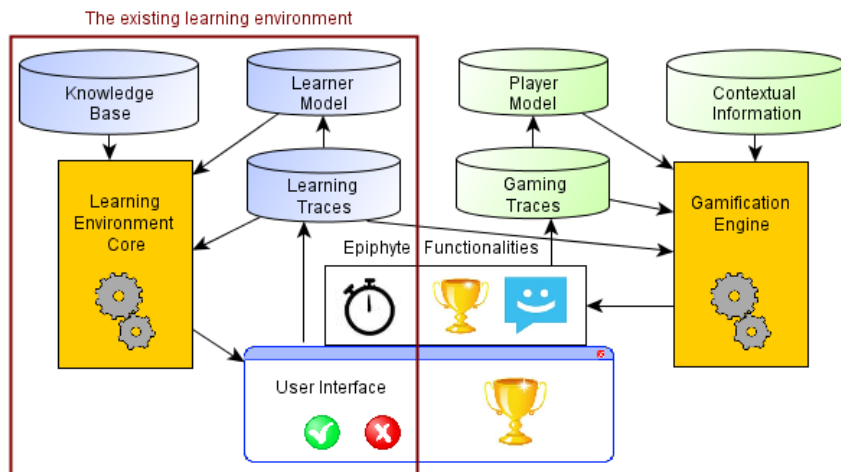 The existing learning environment
Knowledge
Base
Learner
Model
Player
Model
Contextual
Information
Learning
Environment
Core
Learning
Traces
Gaming
Traces
Gamification
Engine
Epiphyte Functionalities
User Interface